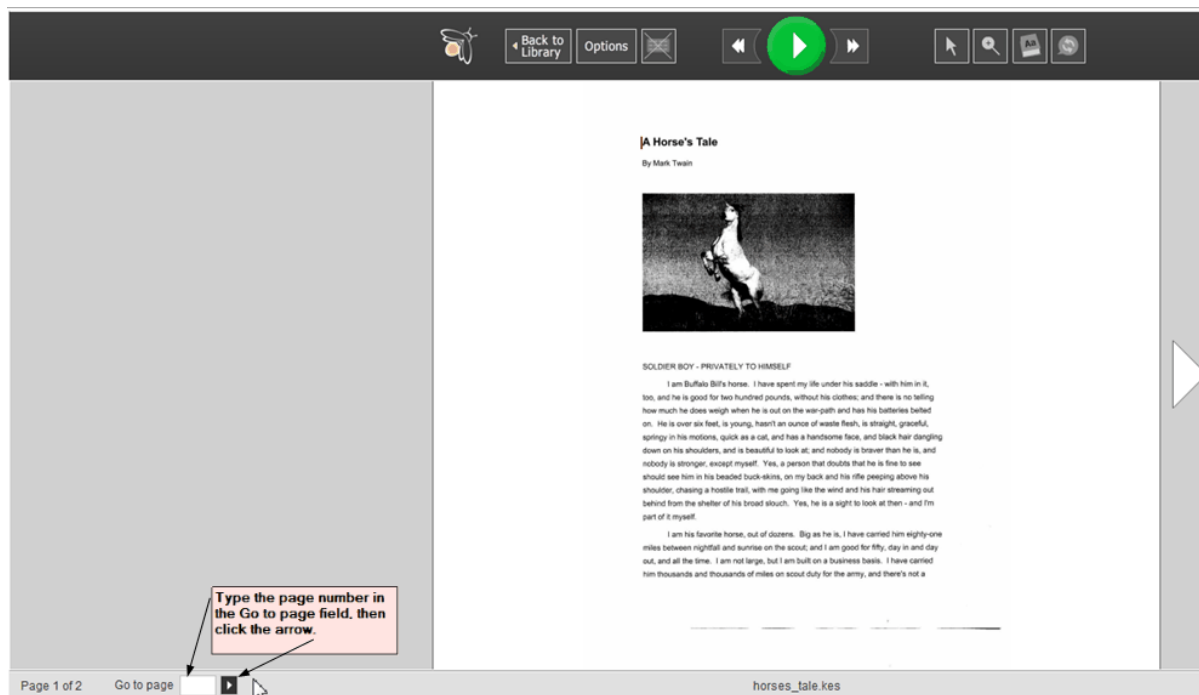 Back to
Library
Options
Aa
A Horse's Tale
By Mark Twain
SOLDIER BOY - PRIVATELY TO HIMSELF
I am Buffalo Bill's horse. I have spent my life under his saddle - with him in it,
too, and he is good for two hundred pounds, without his clothes; and there is no telling
how much he does weigh when he is out on the war-path and has his batteries belted
on. He is over six feet, is young, hasn't an ounce of waste flesh, is straight, graceful,
springy in his motions, quick as a cat, and has a handsome face, and black hair dangling
down on his shoulders, and is beautiful to look at; and nobody is braver than he is, and
nobody is stronger, except myself. Yes, a person that doubts that he is fine to see
should see him in his beaded buck-skins, on my back and his rifle peeping above his
shoulder, chasing a hostile trail, with me going like the wind and his hair streaming out
behind from the shelter of his broad slouch. Yes, he is a sight to look at then - and I'm
part of it myself.
I am his favorite horse, out of dozens. Big as he is, I have carried him eighty-one
miles between nightfall and sunrise on the scout; and I am good for fifty, day in and day
out, and all the time. I am not large, but I am built on a business basis. I have carried
him thousands and thousands of miles on scout duty for the army, and there's not a
Type the page number in
the Go to page field, then
click the arrow.
Page 1 of 2 Go to page
horses_tale.kes